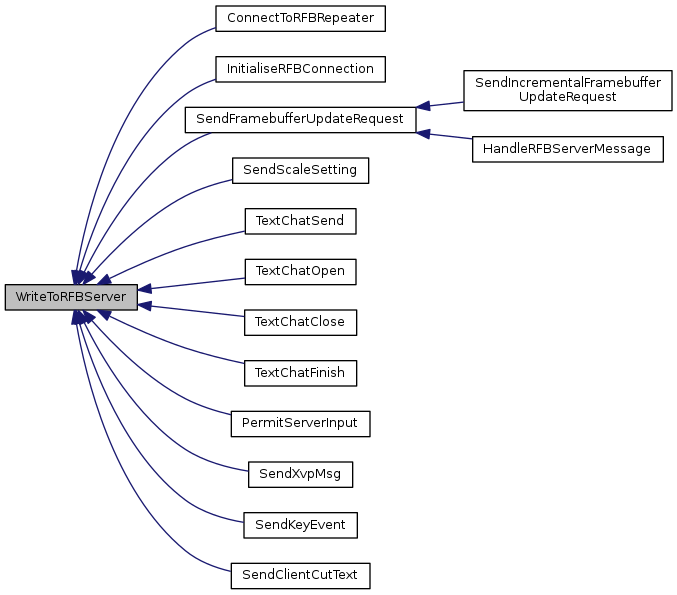 ConnectToRFBRepeater
InitialiseRFBConnection
SendIncrementalFramebuffer
UpdateRequest
SendFramebufferUpdateRequest
HandleRFBServerMessage
SendScaleSetting
TextChatSend
TextChatOpen
WriteToRFBServer
TextChatClose
TextChatFinish
PermitServerInput
SendXvpMsg
SendKeyEvent
SendClientCutText